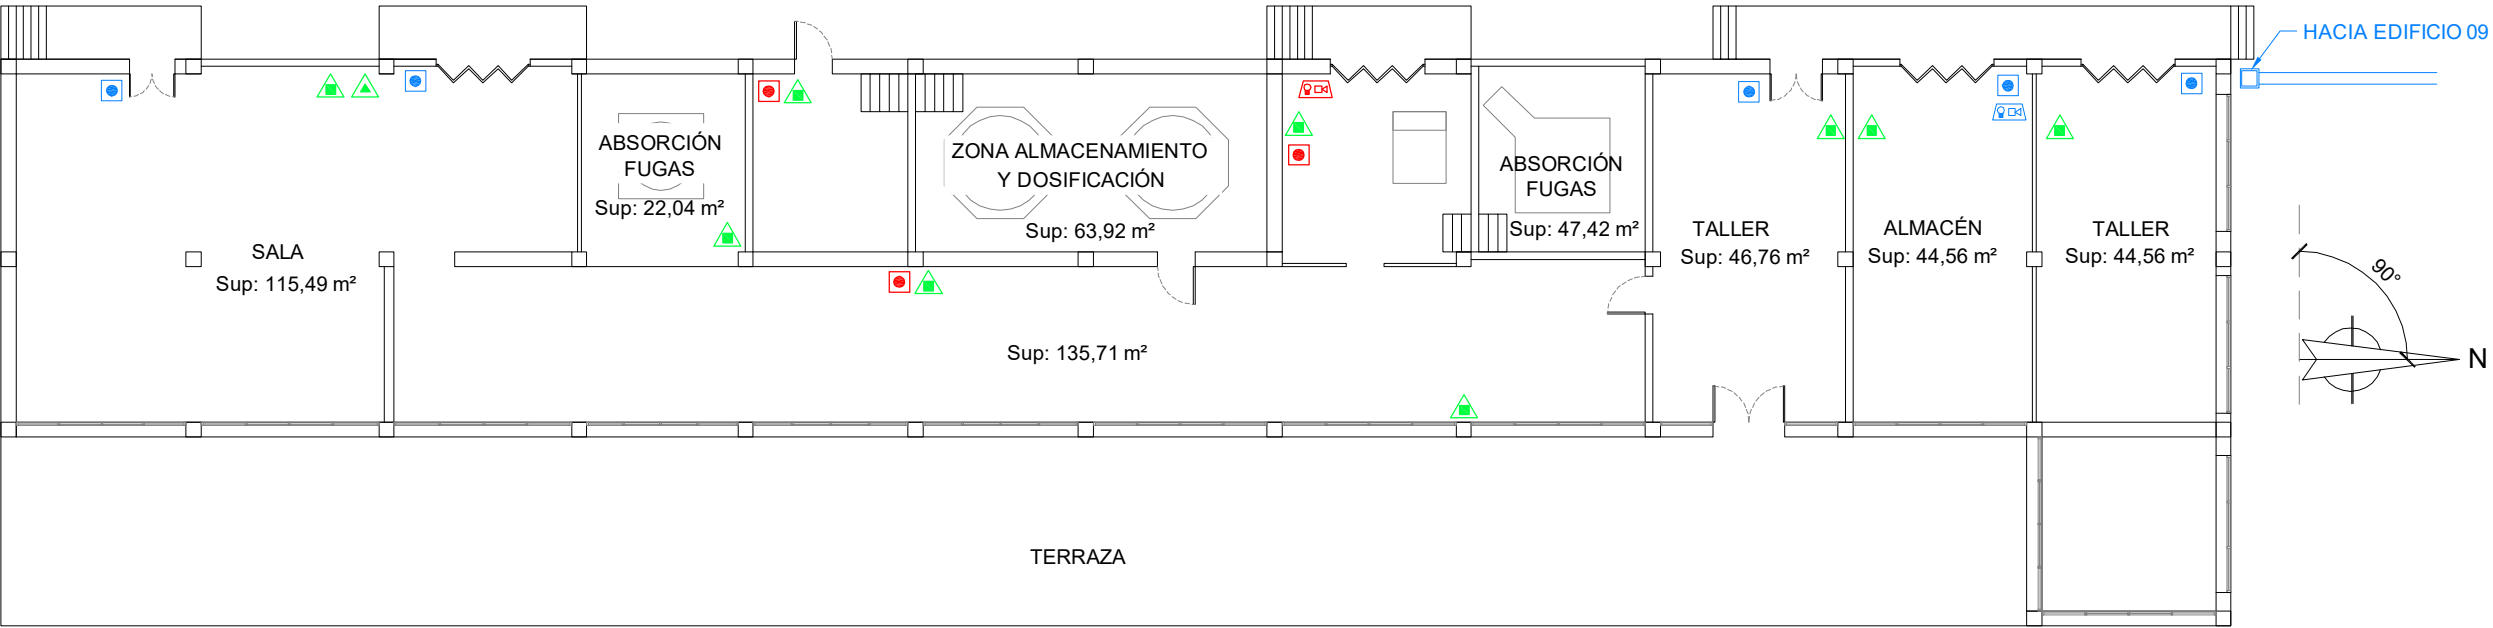 HACIA EDIFICIO 09
ABSORCIÓN
FUGAS
Sup: 22,04 m²
ZONA ALMACENAMIENTO
Y DOSIFICACIÓN
Sup: 63,92 m²
ABSORCIÓN
FUGAS
Sup: 47,42 m²
SALA
Sup: 115,49 m²
TALLER
Sup: 46,76 m²
ALMACÉN
Sup: 44,56 m²
TALLER
Sup: 44,56 m²
90°
N
Sup: 135,71 m²
TERRAZA